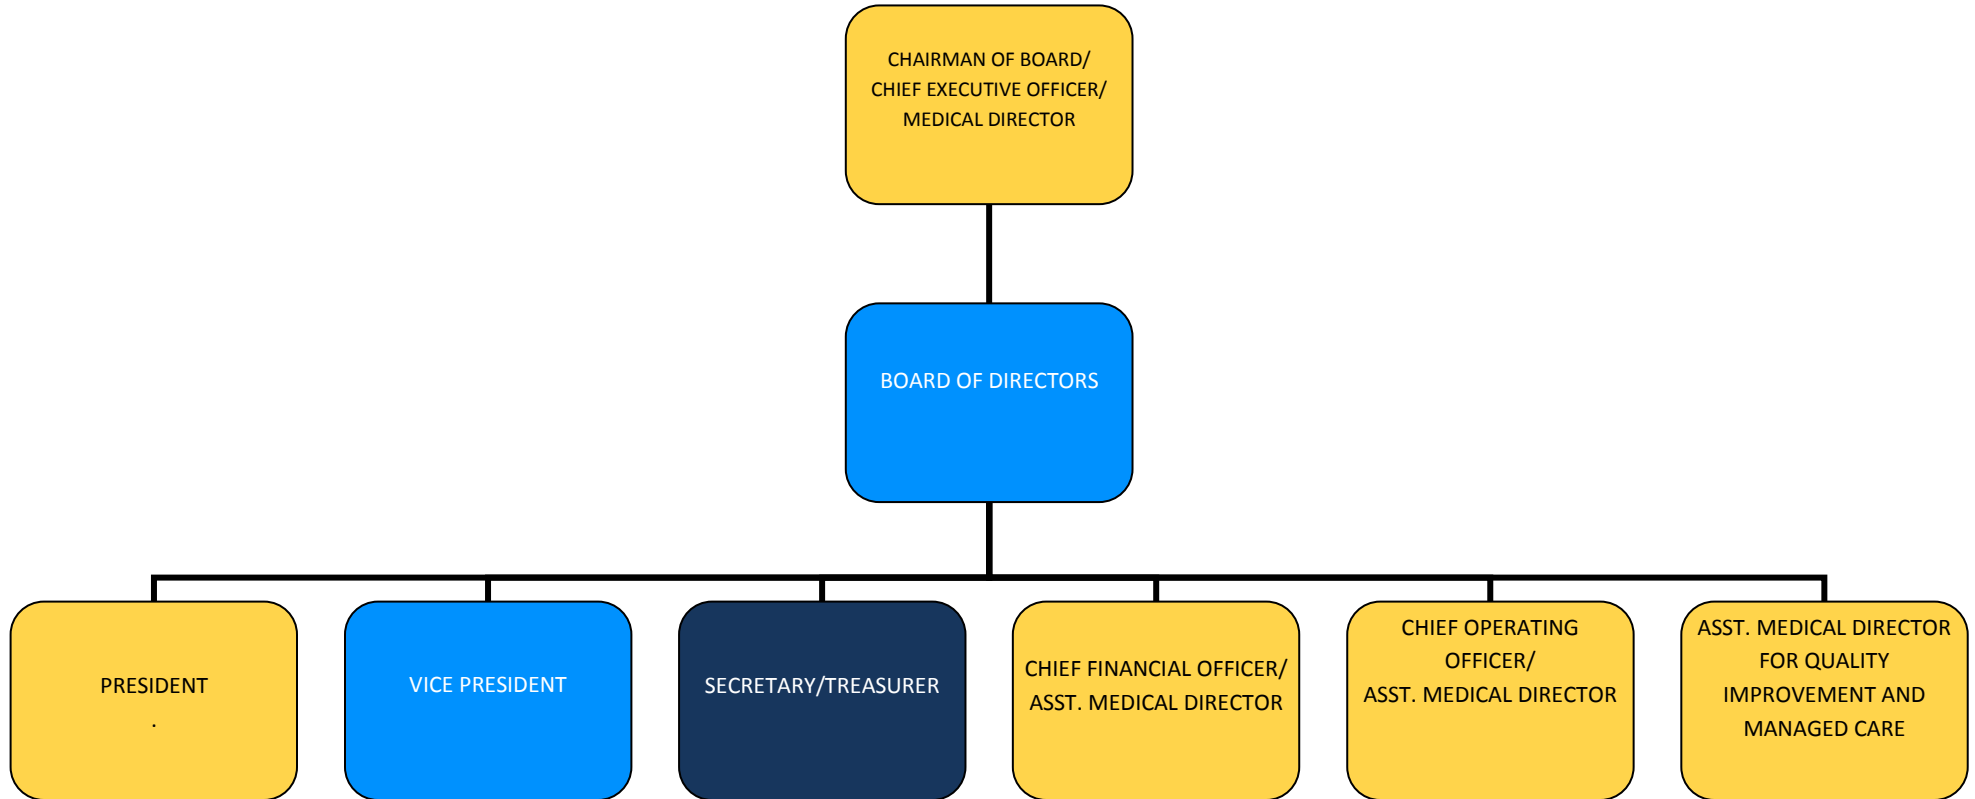 CHAIRMAN OF BOARD/
CHIEF EXECUTIVE OFFICER/
MEDICAL DIRECTOR
BOARD OF DIRECTORS
PRESIDENT
.
VICE PRESIDENT
SECRETARY/TREASURER
CHIEF FINANCIAL OFFICER/
ASST. MEDICAL DIRECTOR
CHIEF OPERATING
OFFICER/
ASST. MEDICAL DIRECTOR
ASST. MEDICAL DIRECTOR
FOR QUALITY
IMPROVEMENT AND
MANAGED CARE